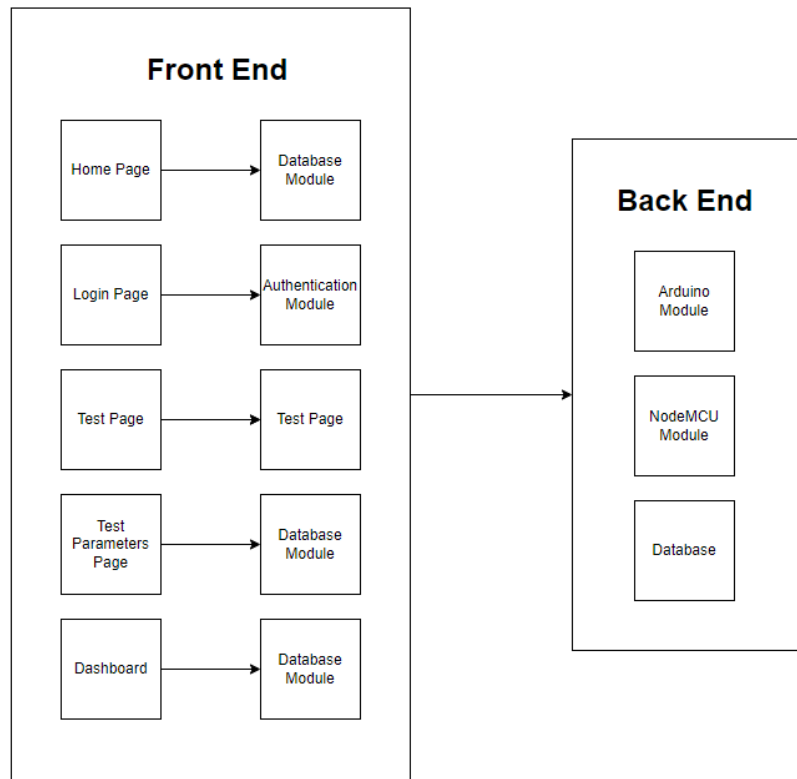 Front End
Home Page
Database
Module
Login Page
Authentication
Module
Test Page
Test Page
Test
Parameters
Page
Database
Module
Dashboard
Database
Module
Back End
Arduino
Module
NodeMCU
Module
Database